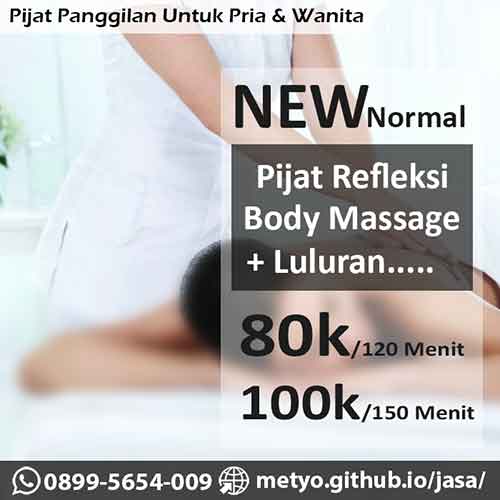 Pijat Panggilan Untuk Pria & Wanita
NEW Normal
Pijat Refleksi
Body Massage
+ Luluran.....
80k/120 Menit
100k/150 Menit
0899-5654-009 metyo.github.io/jasa/